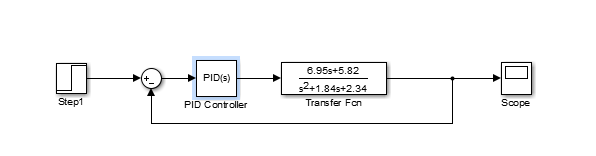 +
−
PID(s)
6.95s+5.82
s²+1.84s+2.34
Step1
PID Controller
Transfer Fcn
Scope